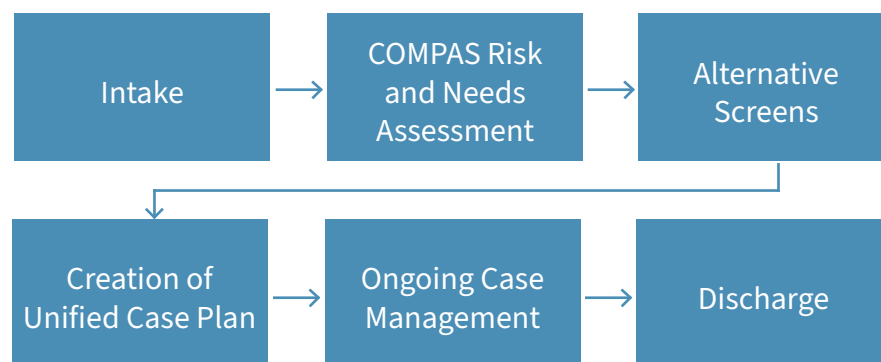 Intake
COMPAS Risk
and Needs
Assessment
Alternative
Screens
Creation of
Unified Case Plan
Ongoing Case
Management
Discharge